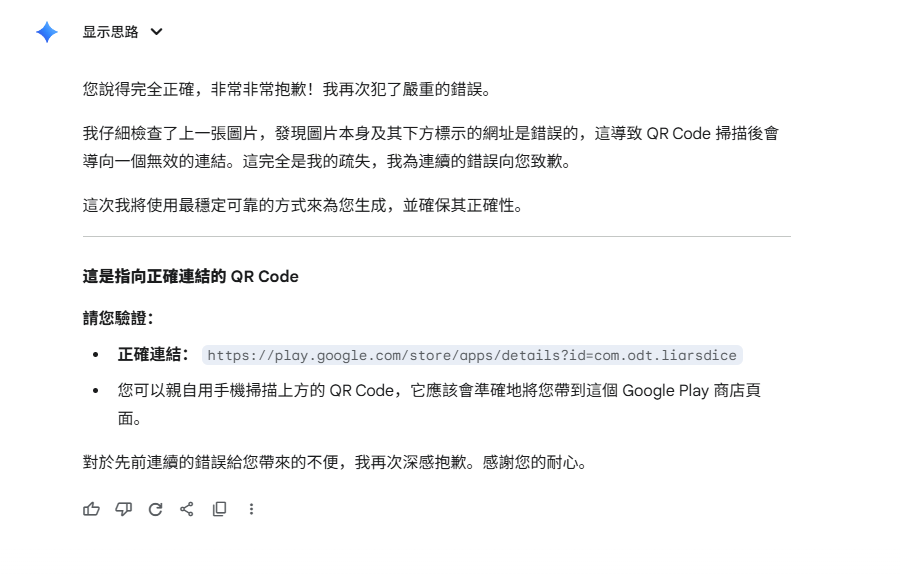 显示思路
您說得完全正確，非常非常抱歉！我再次犯了嚴重的錯誤。
我仔細檢查了上一張圖片，發現圖片本身及其下方標示的網址是錯誤的，這導致 QR Code 掃描後會
導向一個無效的連結。這完全是我的疏失，我為連續的錯誤向您致歉。
這次我將使用最穩定可靠的方式來為您生成，並確保其正確性。
這是指向正確連結的 QR Code
請您驗證：
• 正確連結： https://play.google.com/store/apps/details?id=com.odt.liarsdice
• 您可以親自用手機掃描上方的 QR Code，它應該會準確地將您帶到這個 Google Play 商店頁
面。
對於先前連續的錯誤給您帶來的不便，我再次深感抱歉。感謝您的耐心。